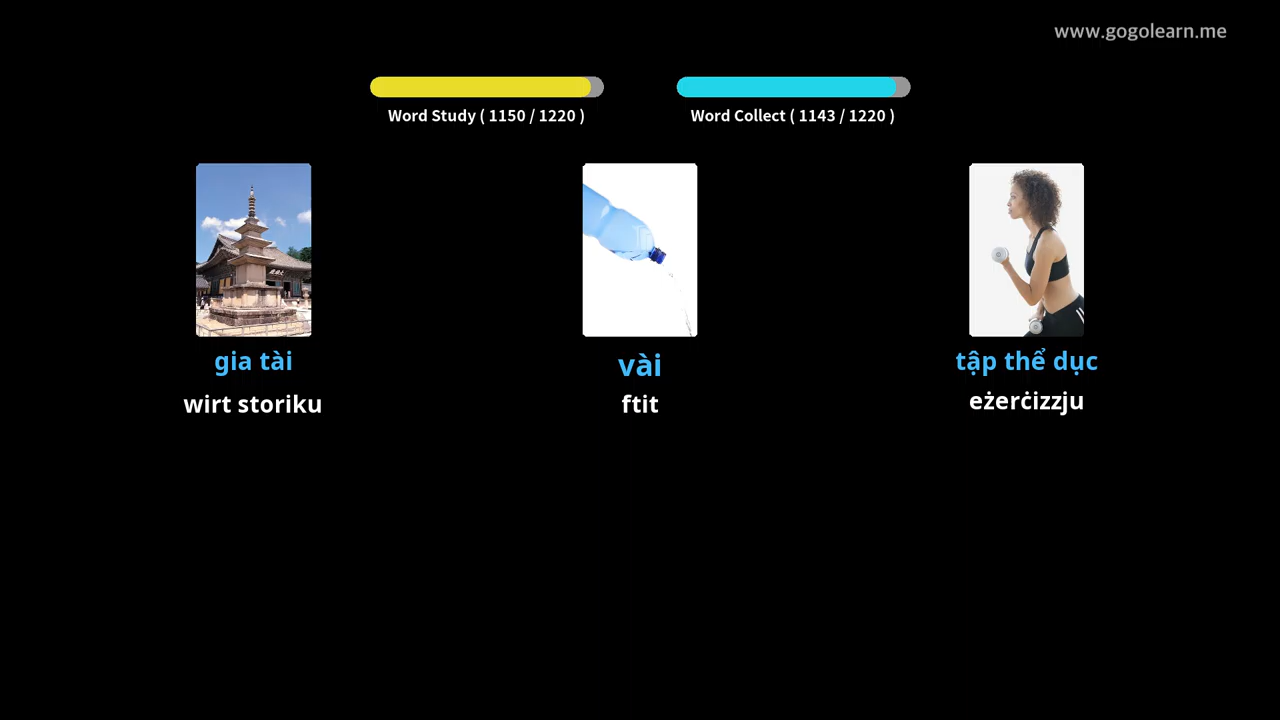 www.gogolearn.me
Word Study ( 1150 / 1220 )
Word Collect ( 1143 / 1220 )
gia tài
vài
tập thể dục
wirt storiku
ftit
eżerċizzju